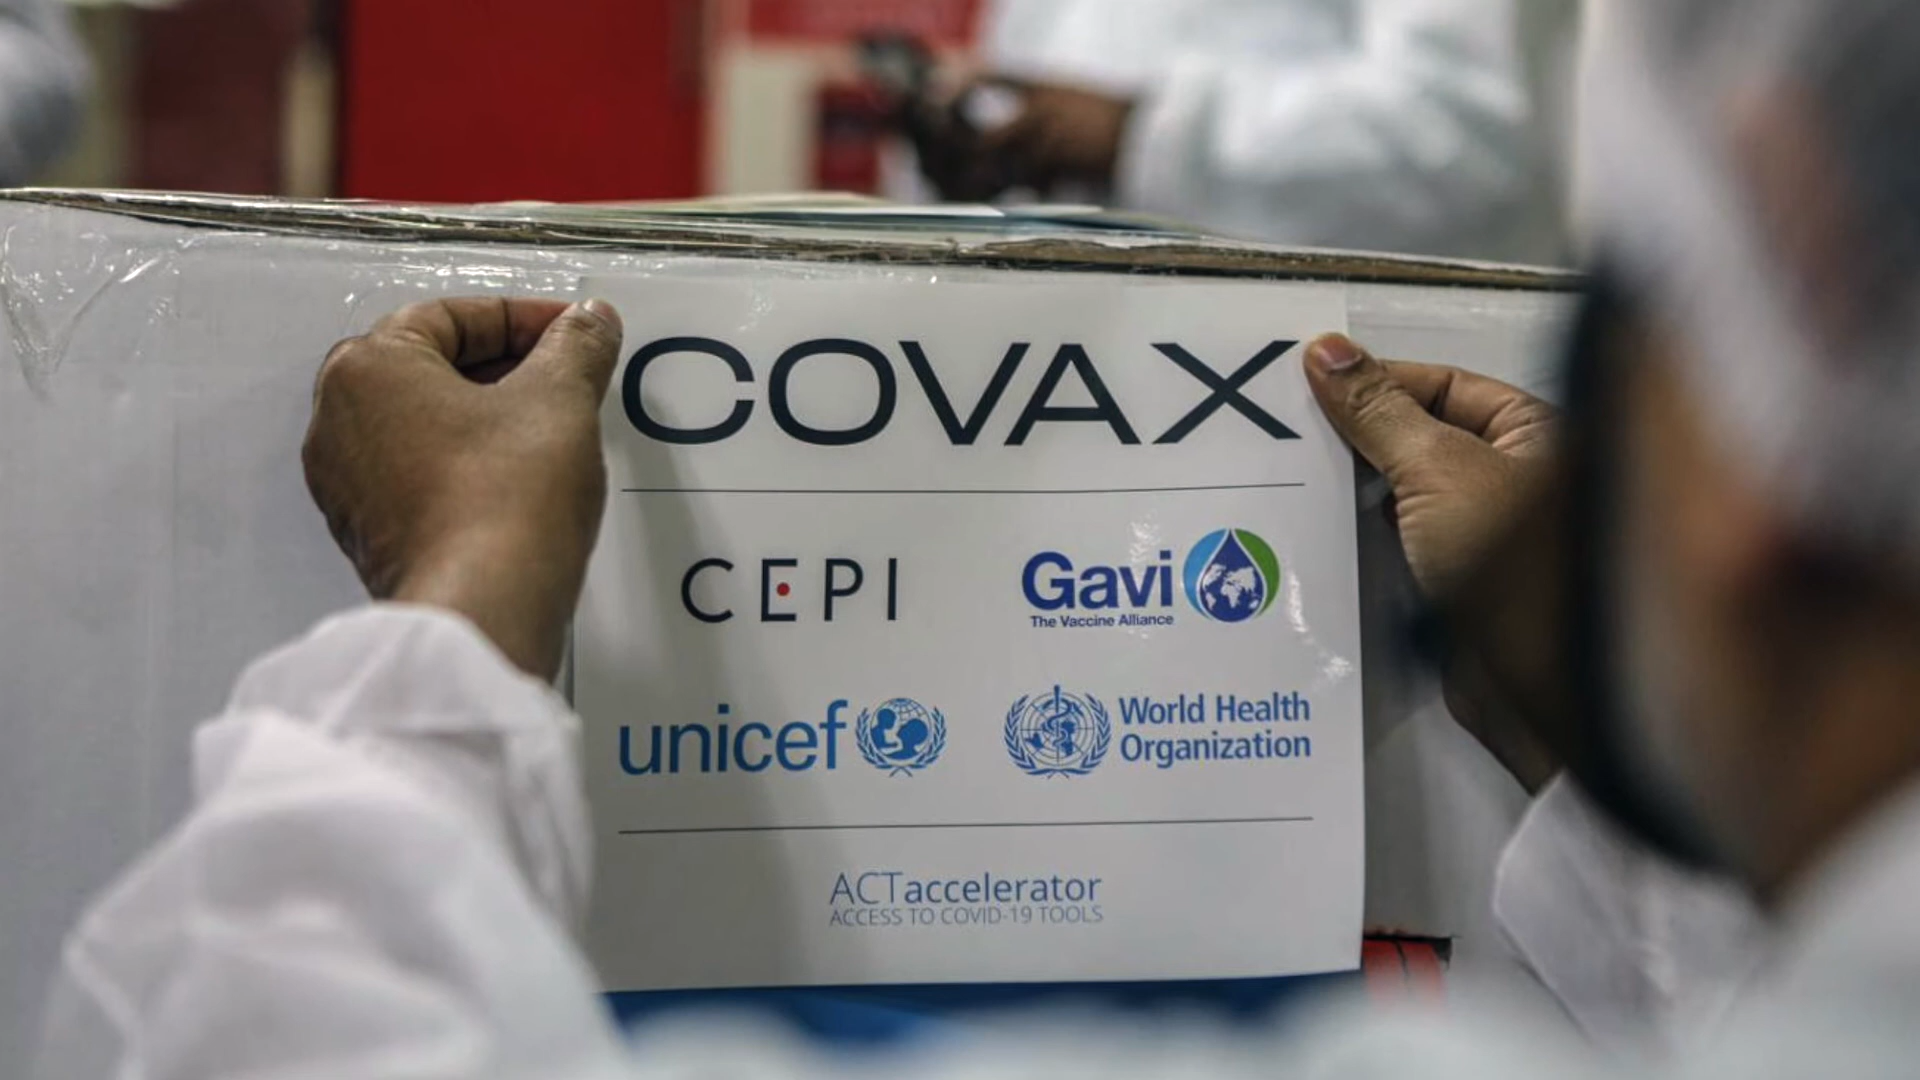 COVAX
CEPI
Gavi
The Vaccine Alliance
unicef
World Health
Organization
ACTaccelerator
ACCESS TO COVID-19 TOOLS